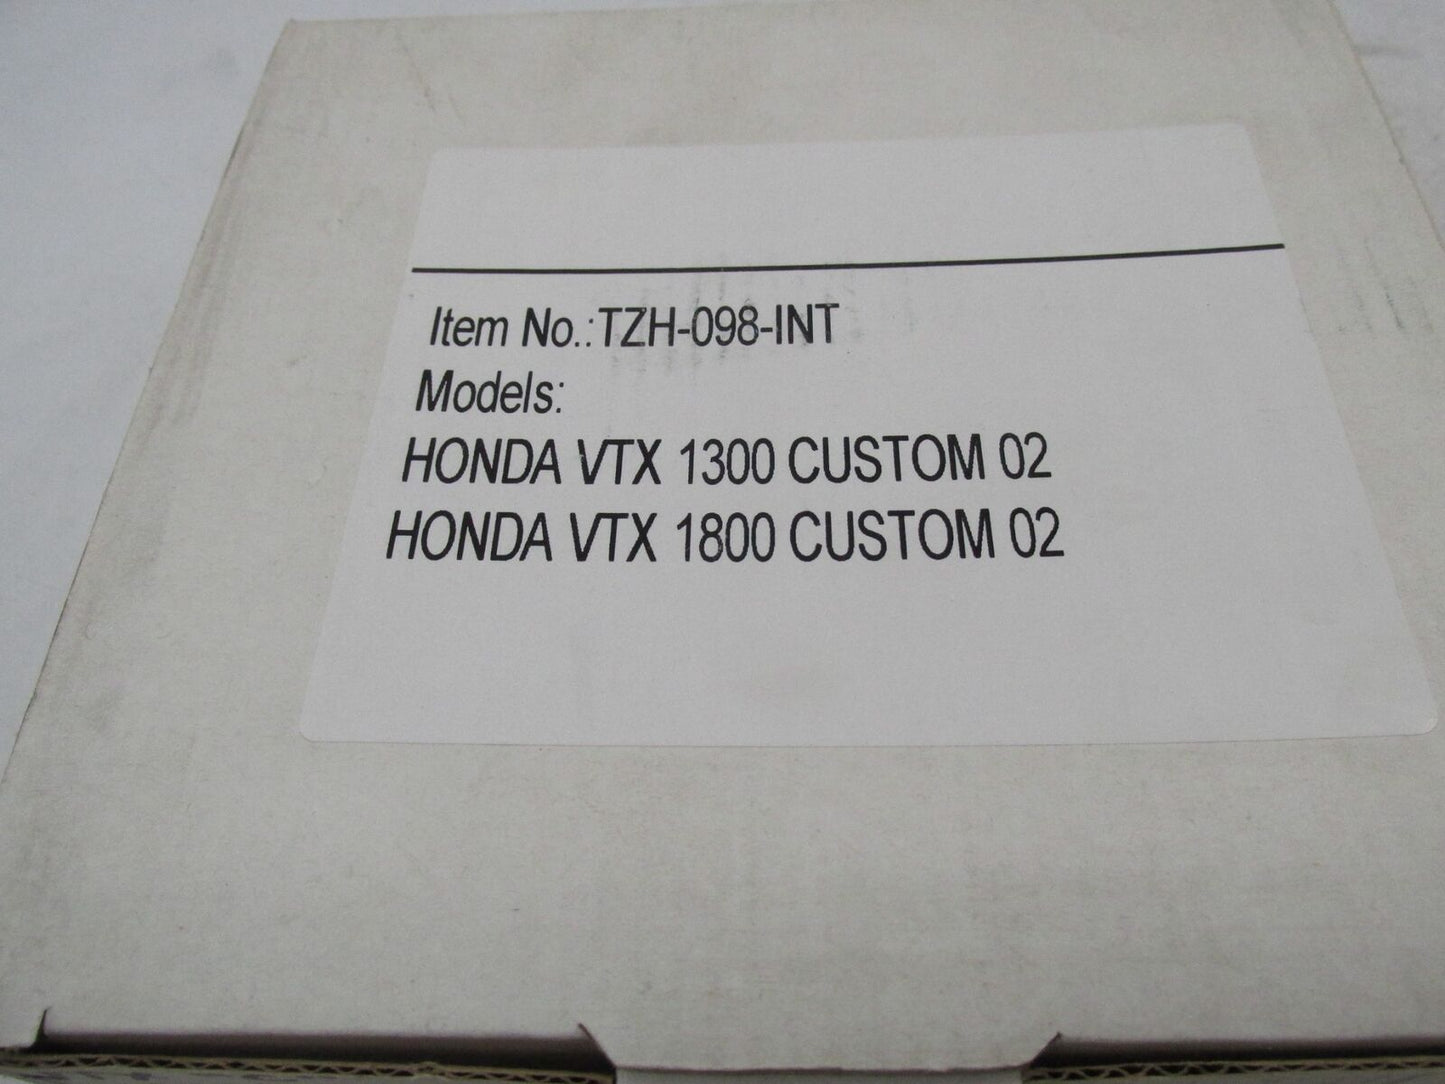 Item No.:TZH-098-INT
Models:
HONDA VTX 1300 CUSTOM 02
HONDA VTX 1800 CUSTOM 02